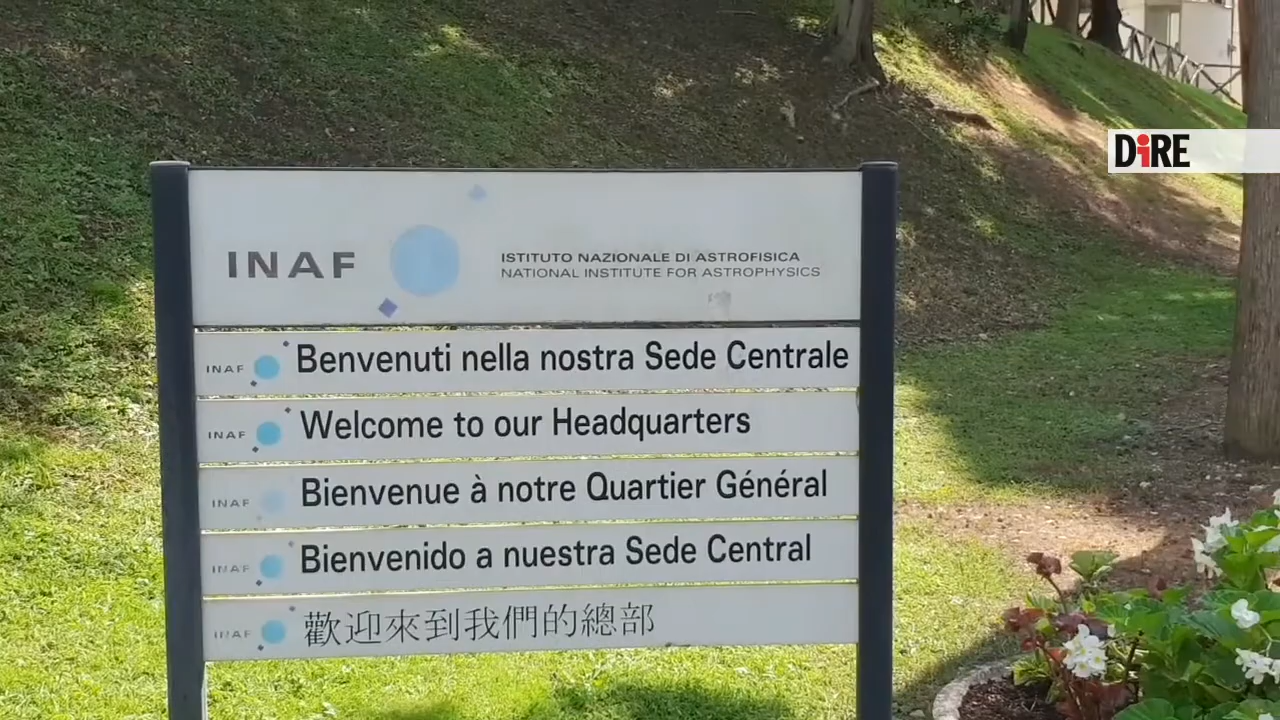 DiRE
INAF
ISTITUTO NAZIONALE DI ASTROFISICA
NATIONAL INSTITUTE FOR ASTROPHYSICS
INAF Benvenuti nella nostra Sede Centrale
INAF Welcome to our Headquarters
INAF Bienvenue à notre Quartier Général
INAF Bienvenido a nuestra Sede Central
INAF 歡迎來到我們的總部